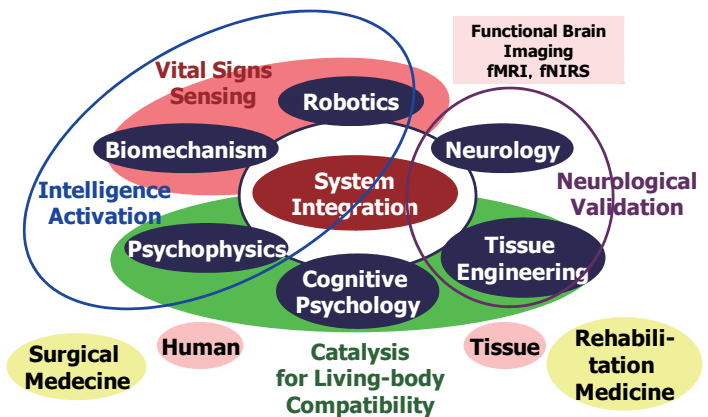 Functional Brain
Imaging
fMRI, fNIRS
Vital Signs
Sensing
Robotics
Biomechanism
Neurology
Intelligence
Activation
System
Integration
Neurological
Validation
Psychophysics
Tissue
Engineering
Cognitive
Psychology
Surgical
Medecine
Human
Catalysis
for Living-body
Compatibility
Tissue
Rehabili-
tation
Medicine